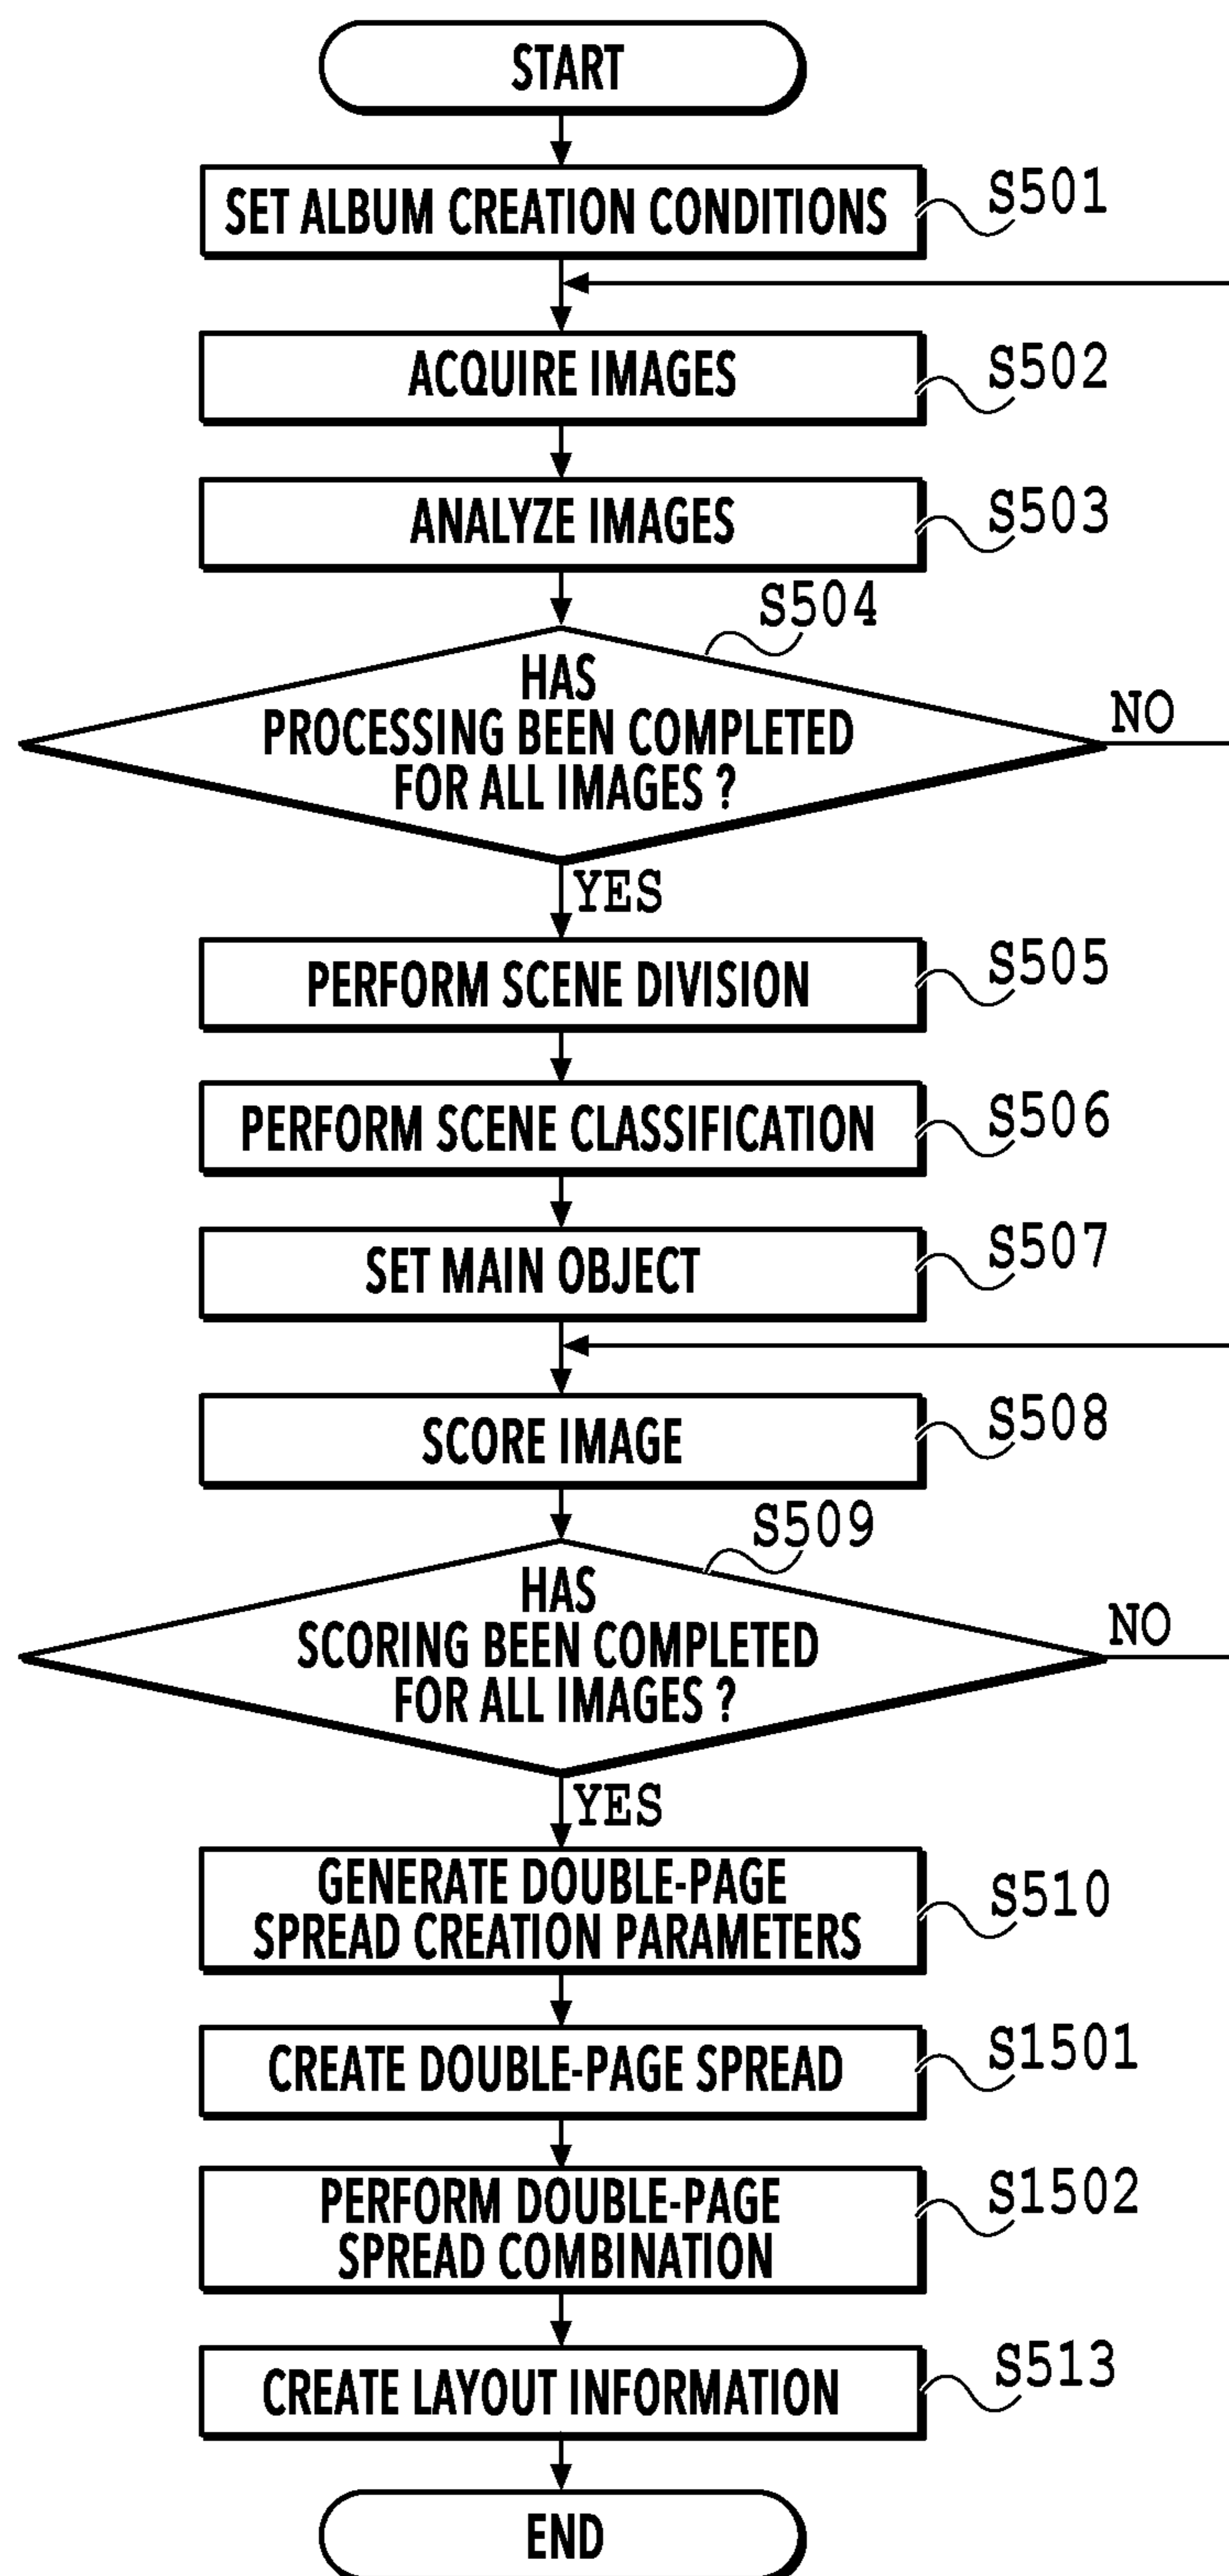 START
SET ALBUM CREATION CONDITIONS
S501
ACQUIRE IMAGES
S502
ANALYZE IMAGES
S503
S504
HAS
PROCESSING BEEN COMPLETED
FOR ALL IMAGES ?
NO
YES
PERFORM SCENE DIVISION
S505
PERFORM SCENE CLASSIFICATION
S506
SET MAIN OBJECT
S507
SCORE IMAGE
S508
S509
HAS
SCORING BEEN COMPLETED
FOR ALL IMAGES ?
NO
YES
GENERATE DOUBLE-PAGE
SPREAD CREATION PARAMETERS
S510
CREATE DOUBLE-PAGE SPREAD
S1501
PERFORM DOUBLE-PAGE
SPREAD COMBINATION
S1502
CREATE LAYOUT INFORMATION
S513
END